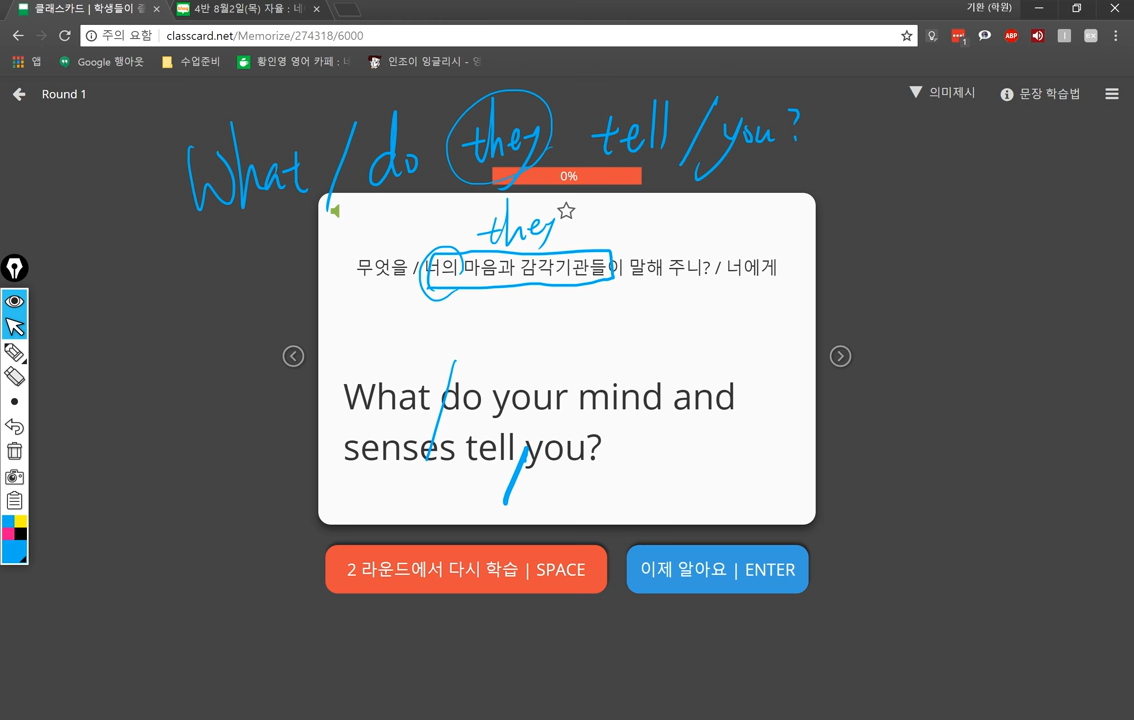 클래스카드 | 학생들이
4반 8월2일(목) 자율 : 네
기환 (학원)
주의 요함 | classcard.net/Memorize/274318/6000
앱 Google 행아웃 수업준비 황인영 영어 카페 : 네 인조이 잉글리시 -
1 ABP
Round 1
의미제시 문장 학습법
What / do they tell / you?
0%
they
무엇을 / 너의 마음과 감각기관들이 말해 주니? / 너에게
What do your mind and
senses tell you?
2 라운드에서 다시 학습 | SPACE 이제 알아요 | ENTER